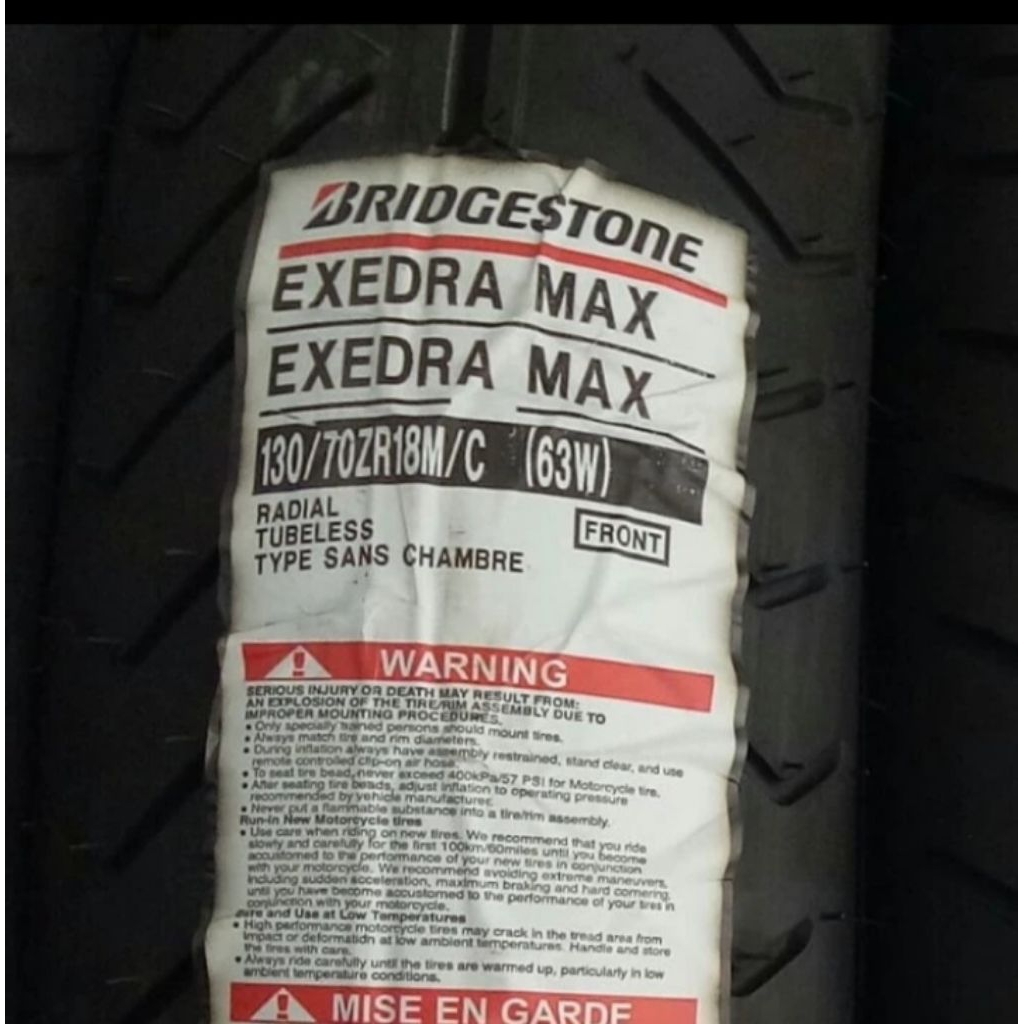 BRIDGESTONE
EXEDRA MAX
EXEDRA MAX
130/70ZR18M/C (63W)
RADIAL
TUBELESS
TYPE SANS CHAMBRE
FRONT
WARNING
SERIOUS INJURY OR DEATH MAY RESULT FROM:
AN EXPLOSION OF THE TIRE/RIM ASSEMBLY DUE TO
IMPROPER MOUNTING PROCEDURES.
• Only specially trained persons should mount tires.
• Always match tire and rim diameters.
• During inflation always have assembly restrained, stand clear, and use
remote controlled clip-on air hose.
• To seat tire bead, never exceed 400kPa/57 PSI for Motorcycle tire.
• After seating tire beads, adjust inflation to operating pressure
recommended by vehicle manufacturer.
• Never put a flammable substance into a tire/rim assembly.
Run-in New Motorcycle tires
• Use care when riding on new tires. We recommend that you ride
slowly and carefully for the first 100km/60miles until you become
accustomed to the performance of your new tires in conjunction
with your motorcycle. We recommend avoiding extreme maneuvers,
including sudden acceleration, maximum braking and hard cornering,
until you have become accustomed to the performance of your tires in
conjunction with your motorcycle.
and Use at Low Temperatures
• High performance motorcycle tires may crack in the tread area from
impact or deformation at low ambient temperatures. Handle and store
the tires with care.
• Always ride carefully until the tires are warmed up, particularly in low
ambient temperature conditions.
MISE EN GARDE